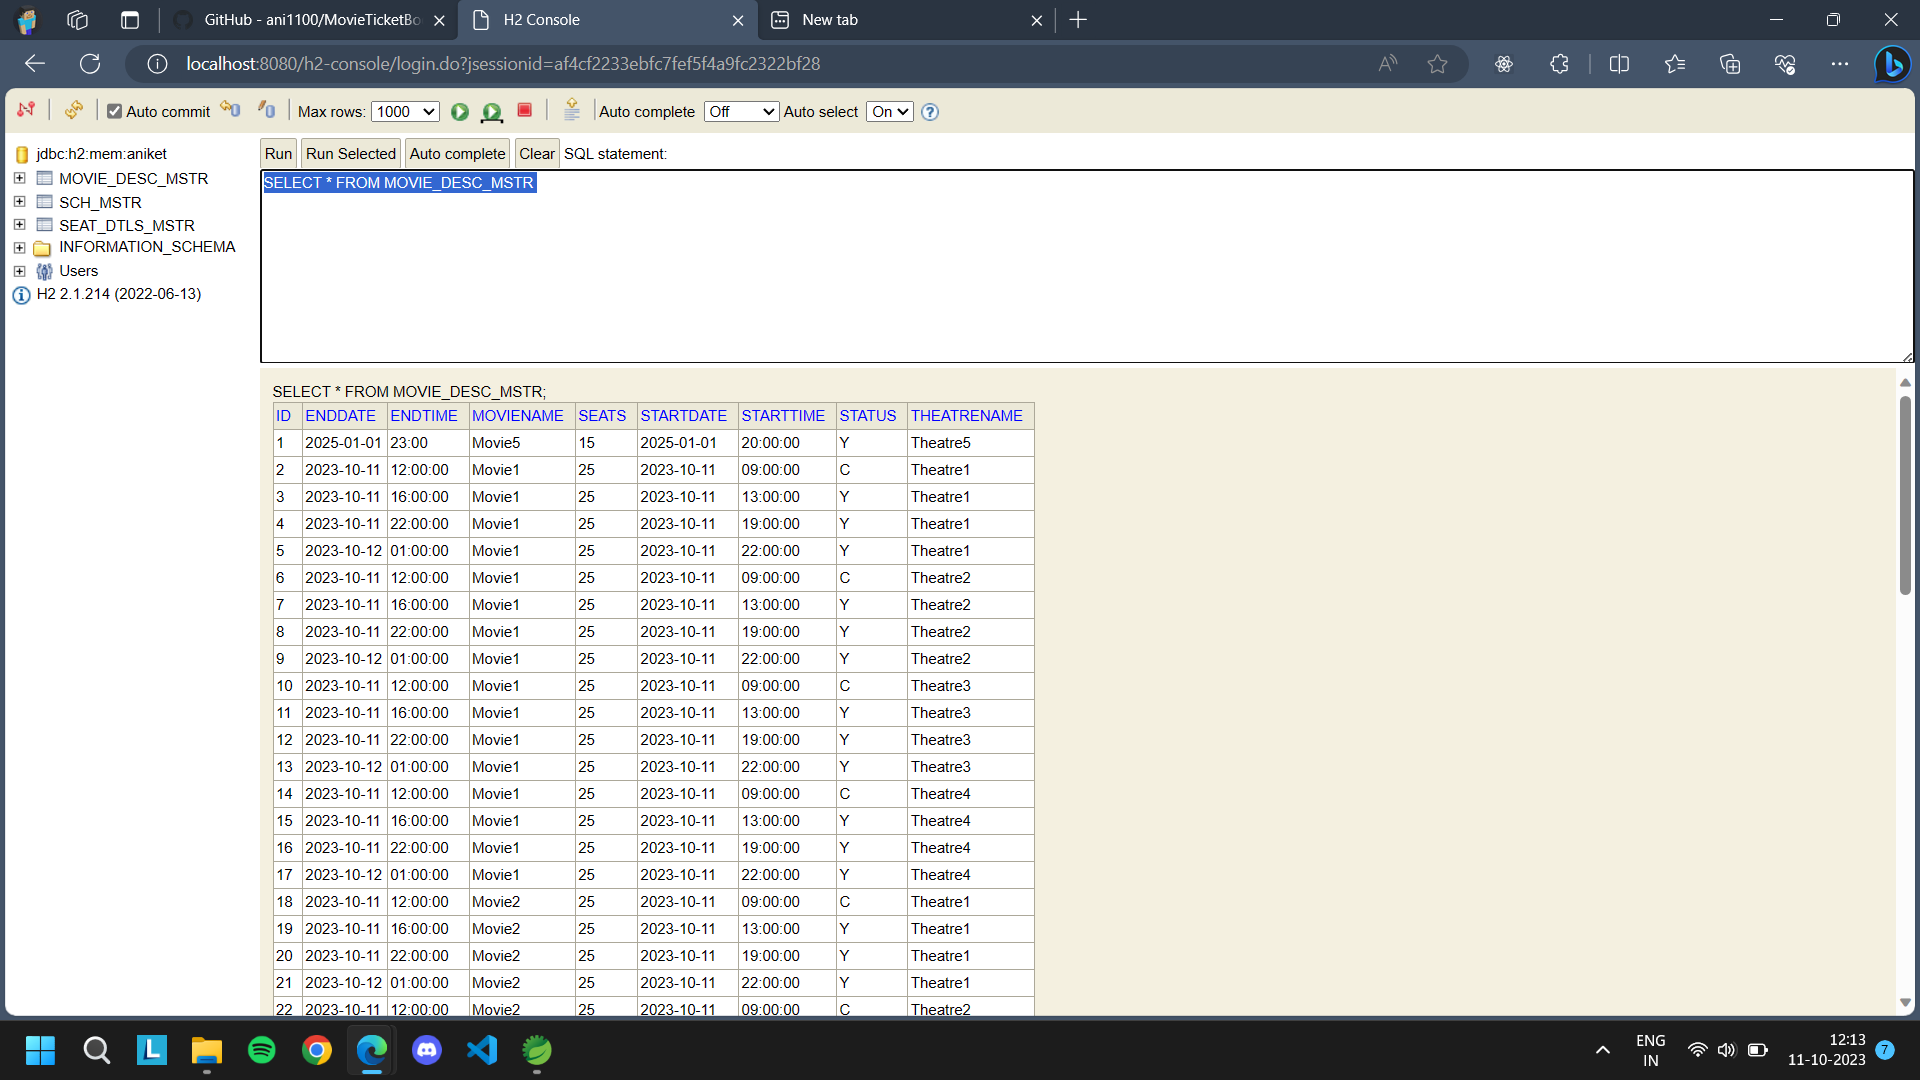 GitHub - ani1100/MovieTicketBo
H2 Console
New tab
localhost:8080/h2-console/login.do?jsessionid=af4cf2233ebfc7fef5f4a9fc2322bf28
Auto commit Max rows: 1000 Auto complete Off Auto select On
jdbc:h2:mem:aniket
MOVIE_DESC_MSTR
SCH_MSTR
SEAT_DTLS_MSTR
INFORMATION_SCHEMA
Users
H2 2.1.214 (2022-06-13)
Run Run Selected Auto complete Clear SQL statement:
SELECT * FROM MOVIE_DESC_MSTR
SELECT * FROM MOVIE_DESC_MSTR;
ID ENDDATE ENDTIME MOVIENAME SEATS STARTDATE STARTTIME STATUS THEATRENAME
1 2025-01-01 23:00 Movie5 15 2025-01-01 20:00:00 Y Theatre5
2 2023-10-11 12:00:00 Movie1 25 2023-10-11 09:00:00 C Theatre1
3 2023-10-11 16:00:00 Movie1 25 2023-10-11 13:00:00 Y Theatre1
4 2023-10-11 22:00:00 Movie1 25 2023-10-11 19:00:00 Y Theatre1
5 2023-10-12 01:00:00 Movie1 25 2023-10-11 22:00:00 Y Theatre1
6 2023-10-11 12:00:00 Movie1 25 2023-10-11 09:00:00 C Theatre2
7 2023-10-11 16:00:00 Movie1 25 2023-10-11 13:00:00 Y Theatre2
8 2023-10-11 22:00:00 Movie1 25 2023-10-11 19:00:00 Y Theatre2
9 2023-10-12 01:00:00 Movie1 25 2023-10-11 22:00:00 Y Theatre2
10 2023-10-11 12:00:00 Movie1 25 2023-10-11 09:00:00 C Theatre3
11 2023-10-11 16:00:00 Movie1 25 2023-10-11 13:00:00 Y Theatre3
12 2023-10-11 22:00:00 Movie1 25 2023-10-11 19:00:00 Y Theatre3
13 2023-10-12 01:00:00 Movie1 25 2023-10-11 22:00:00 Y Theatre3
14 2023-10-11 12:00:00 Movie1 25 2023-10-11 09:00:00 C Theatre4
15 2023-10-11 16:00:00 Movie1 25 2023-10-11 13:00:00 Y Theatre4
16 2023-10-11 22:00:00 Movie1 25 2023-10-11 19:00:00 Y Theatre4
17 2023-10-12 01:00:00 Movie1 25 2023-10-11 22:00:00 Y Theatre4
18 2023-10-11 12:00:00 Movie2 25 2023-10-11 09:00:00 C Theatre1
19 2023-10-11 16:00:00 Movie2 25 2023-10-11 13:00:00 Y Theatre1
20 2023-10-11 22:00:00 Movie2 25 2023-10-11 19:00:00 Y Theatre1
21 2023-10-12 01:00:00 Movie2 25 2023-10-11 22:00:00 Y Theatre1
22 2023-10-11 12:00:00 Movie2 25 2023-10-11 09:00:00 C Theatre2
ENG
IN
12:13
11-10-2023
7